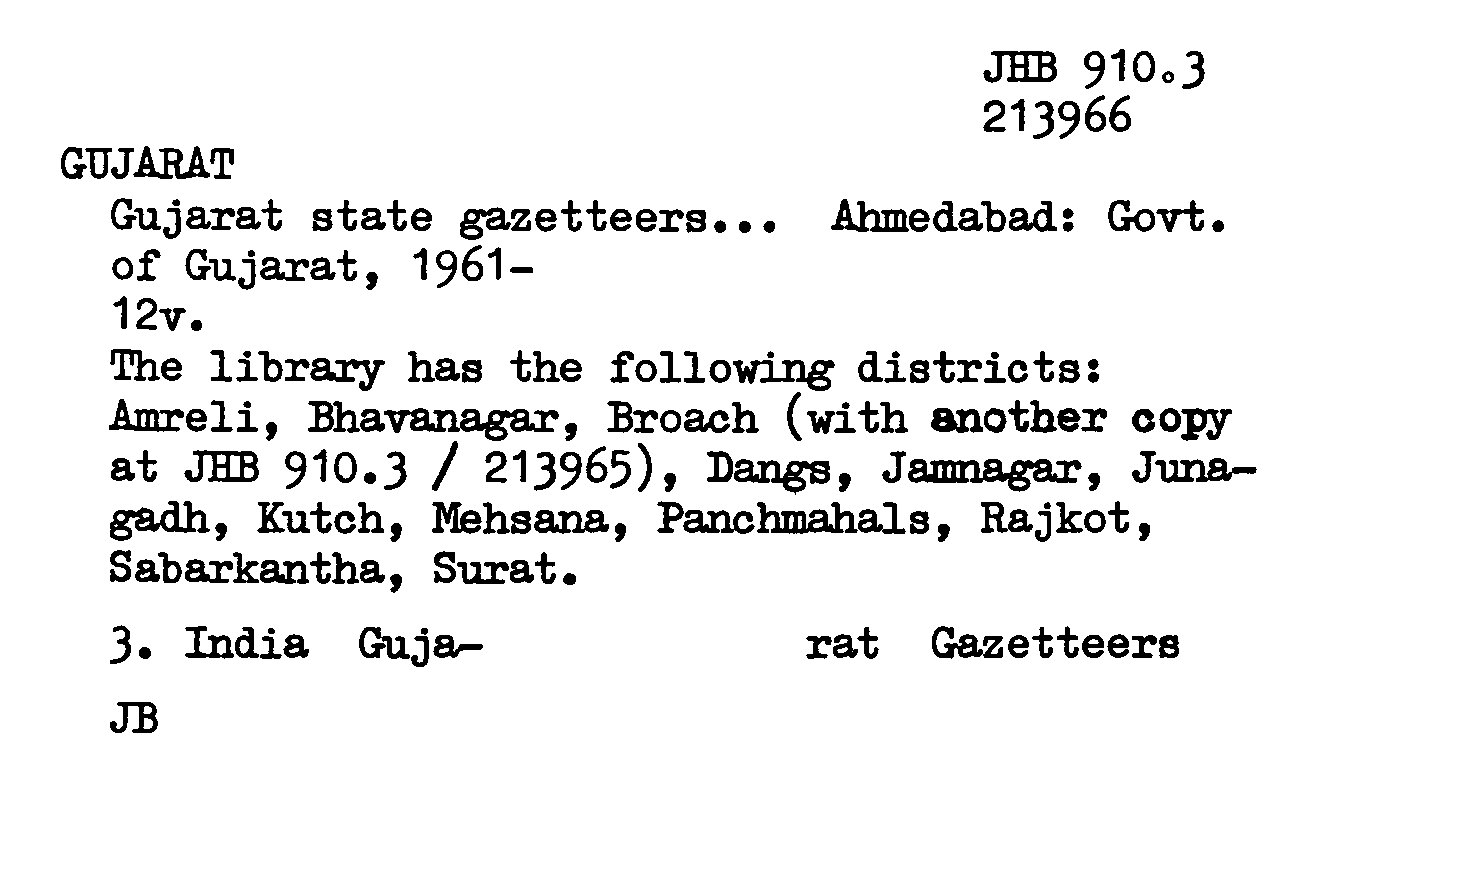 JHB 910.3
213966
GUJARAT
Gujarat state gazetteers... Ahmedabad: Govt.
of Gujarat, 1961-
12v.
The library has the following districts:
Amreli, Bhavanagar, Broach (with another copy
at JHB 910.3 / 213965), Dangs, Jamnagar, Juna-
gadh, Kutch, Mehsana, Panchmahals, Rajkot,
Sabarkantha, Surat.
3. India Guja- rat Gazetteers
JB